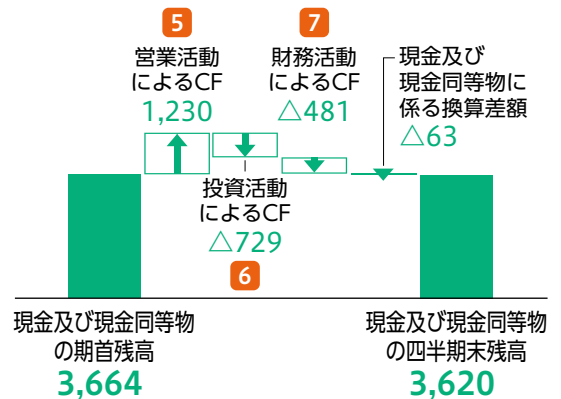 5
営業活動
によるCF
1,230
7
財務活動
によるCF
△481
現金及び
現金同等物に
係る換算差額
△63
投資活動
によるCF
△729
6
現金及び現金同等物
の期首残高
3,664
現金及び現金同等物
の四半期末残高
3,620